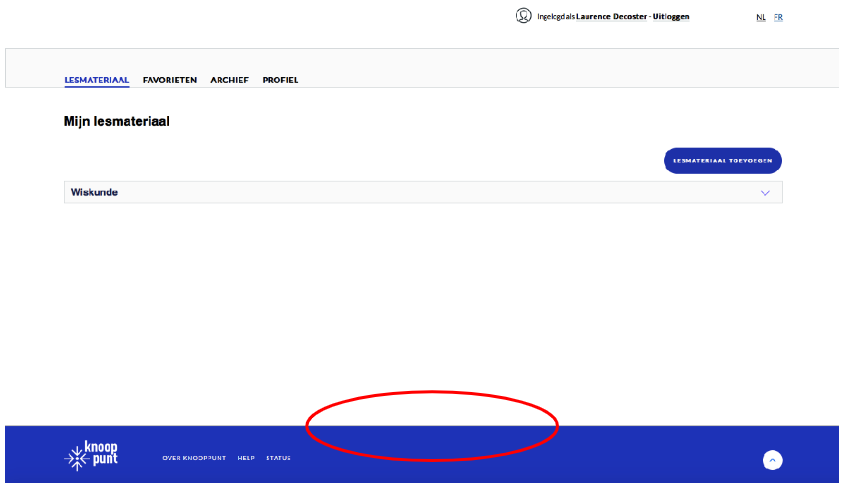 Ingelogd als Laurence Decoster - Uitloggen NL FR
LESMATERIAAL FAVORIETEN ARCHIEF PROFIEL
Mijn lesmateriaal
LESMATERIAAL TOEVOEGEN
Wiskunde
knoop
punt
OVER KNOOPPUNT HELP STATUS